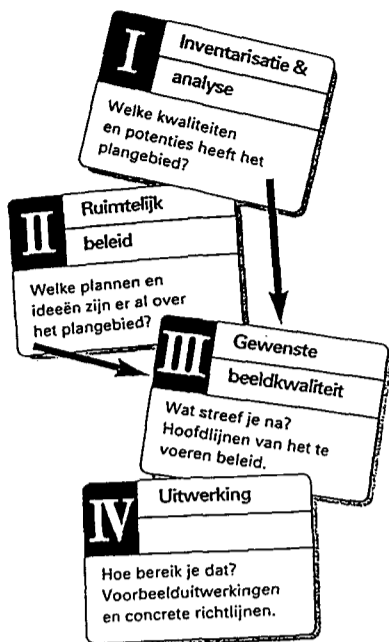 I
Inventarisatie &
analyse
Welke kwaliteiten
en potenties heeft het
plangebied?
II
Ruimtelijk
beleid
Welke plannen en
ideeën zijn er al over
het plangebied?
III
Gewenste
beeldkwaliteit
Wat streef je na?
Hoofdlijnen van het te
voeren beleid.
IV
Uitwerking
Hoe bereik je dat?
Voorbeelduitwerkingen
en concrete richtlijnen.